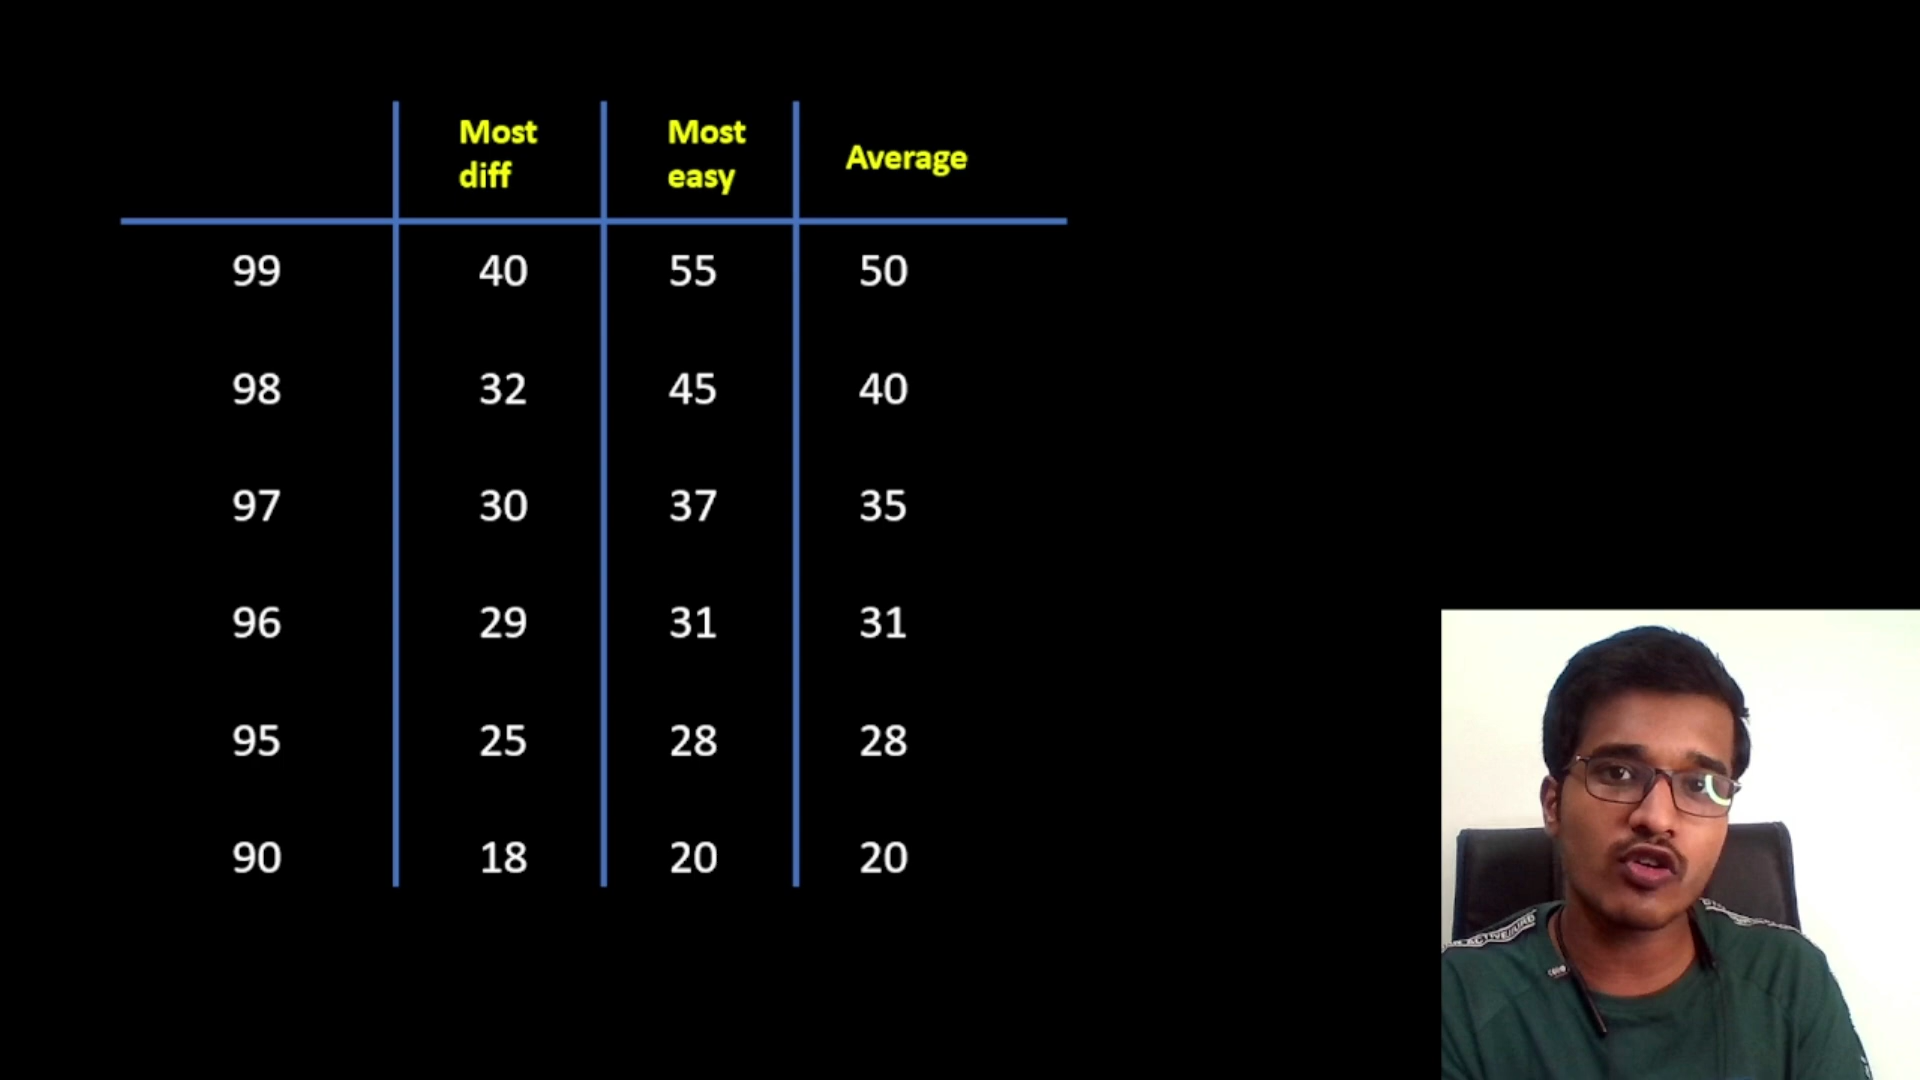 Most
diff
Most
easy
Average
99 40 55 50
98 32 45 40
97 30 37 35
96 29 31 31
95 25 28 28
90 18 20 20